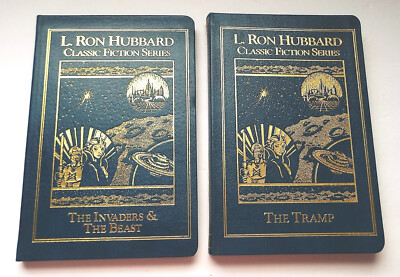 L. RON HUBBARD
CLASSIC FICTION SERIES
THE INVADERS &
THE BEAST
L. RON HUBBARD
CLASSIC FICTION SERIES
THE TRAMP